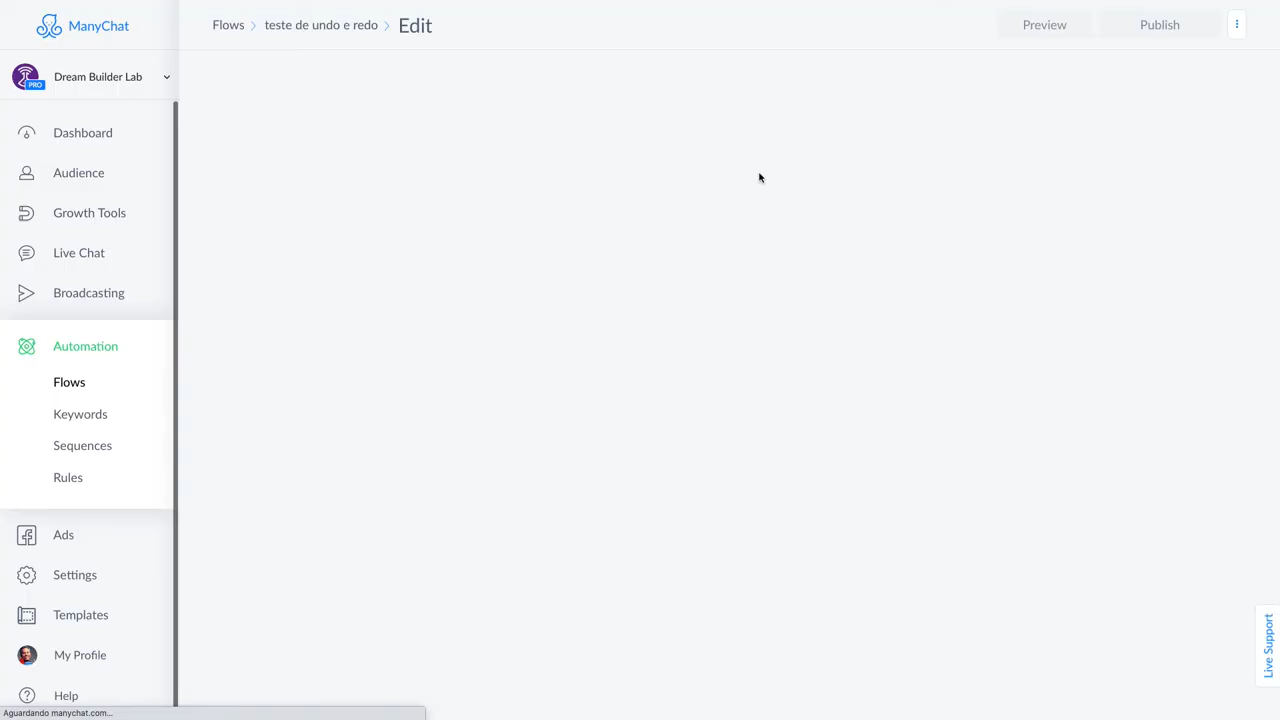 ManyChat
Flows > teste de undo e redo > Edit
Preview
Publish
PRO
Dream Builder Lab
Dashboard
Audience
Growth Tools
Live Chat
Broadcasting
Automation
Flows
Keywords
Sequences
Rules
Ads
Settings
Templates
My Profile
Help
Live Support
Aguardando manychat.com...